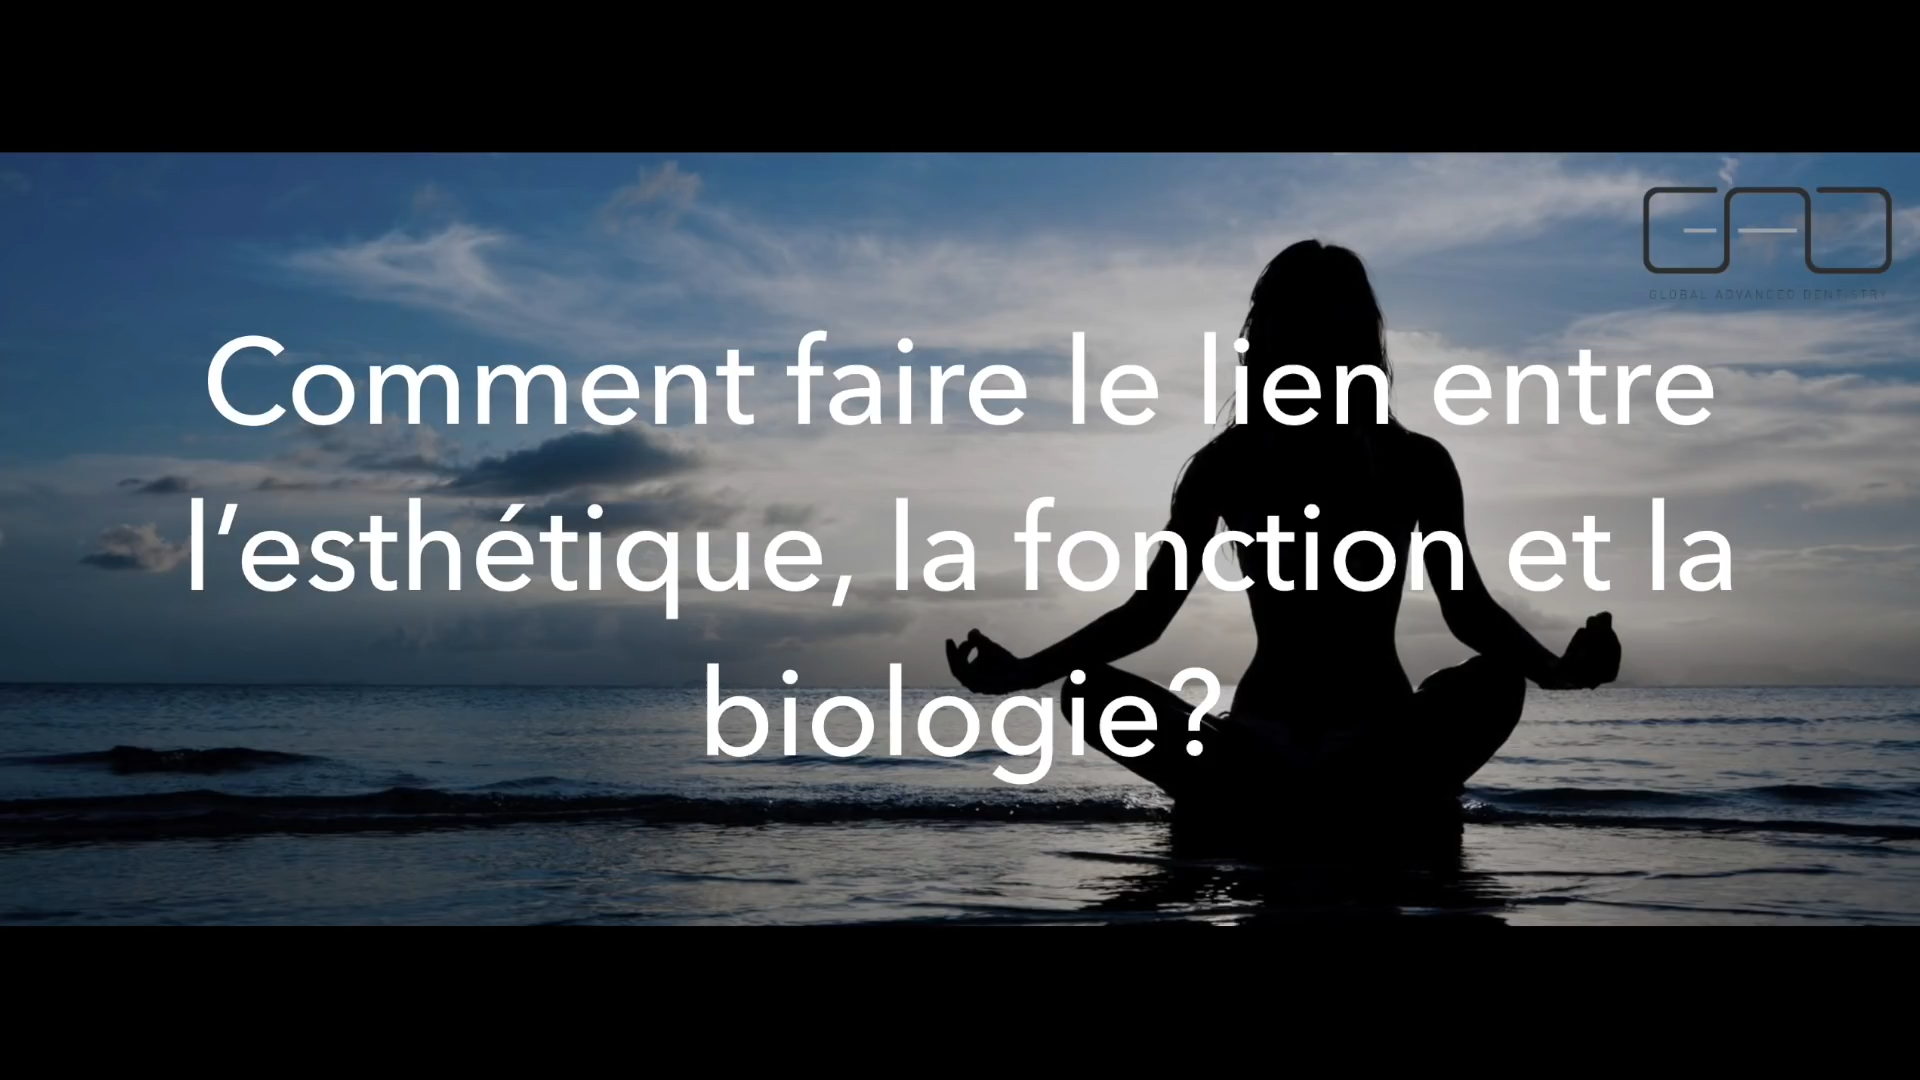 GLOBAL ADVANCED DENTISTRY
Comment faire le lien entre
l’esthétique, la fonction et la
biologie?